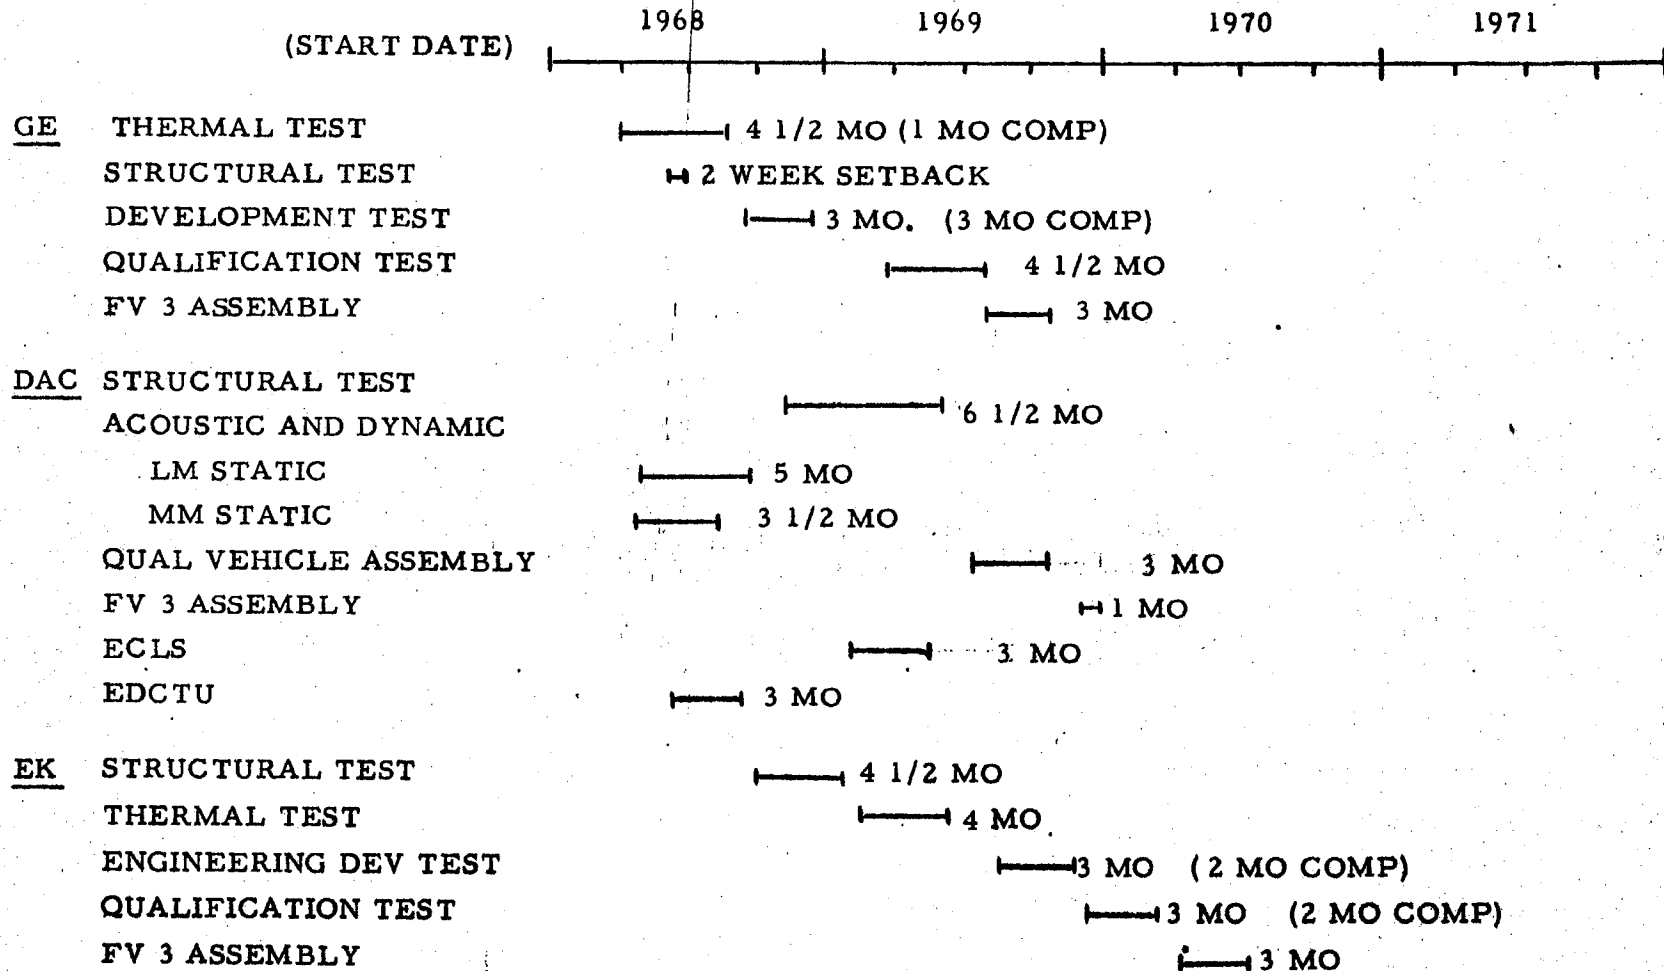 1968 1969 1970 1971
(START DATE)
GE THERMAL TEST 4 1/2 MO (1 MO COMP)
STRUCTURAL TEST 2 WEEK SETBACK
DEVELOPMENT TEST 3 MO. (3 MO COMP)
QUALIFICATION TEST 4 1/2 MO
FV 3 ASSEMBLY 3 MO
DAC STRUCTURAL TEST
ACOUSTIC AND DYNAMIC 6 1/2 MO
LM STATIC 5 MO
MM STATIC 3 1/2 MO
QUAL VEHICLE ASSEMBLY 3 MO
FV 3 ASSEMBLY 1 MO
ECLS 3 MO
EDCTU 3 MO
EK STRUCTURAL TEST 4 1/2 MO
THERMAL TEST 4 MO
ENGINEERING DEV TEST 3 MO (2 MO COMP)
QUALIFICATION TEST 3 MO (2 MO COMP)
FV 3 ASSEMBLY 3 MO